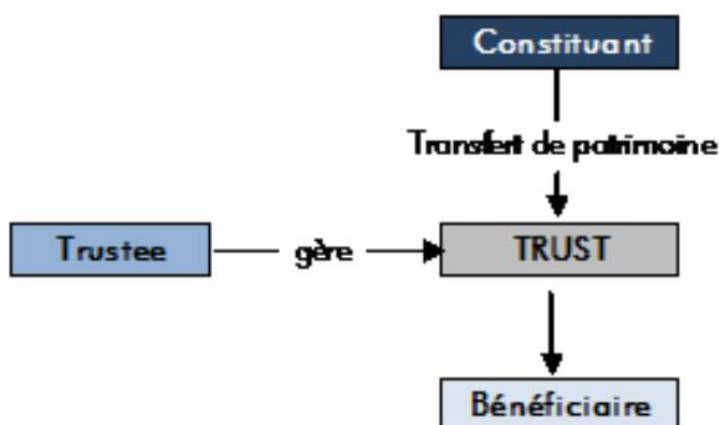 Constituant
Transfert de patrimoine
Trustee
gère
TRUST
Bénéficiaire